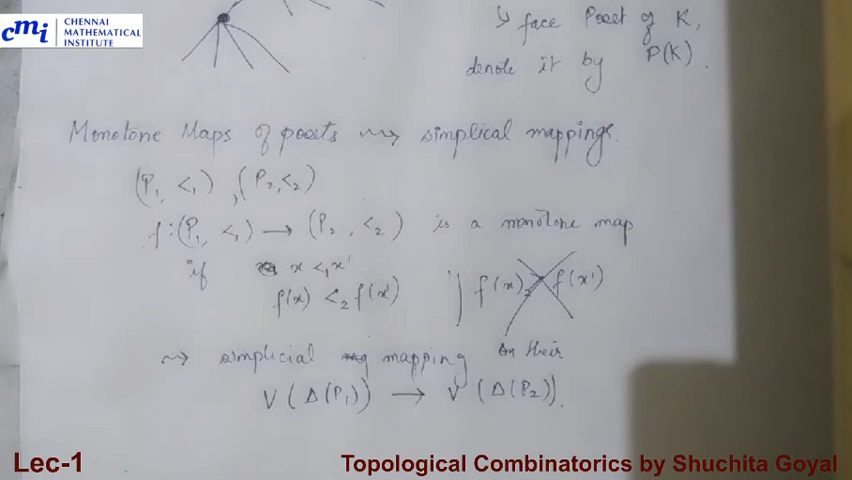 cmi
CHENNAI
MATHEMATICAL
INSTITUTE
↳ face Poset of K,
denote it by P(K).
Monotone Maps of posets ⇝ simplical mappings.
(P₁, <₁), (P₂, <₂)
f: (P₁, <₁) → (P₂, <₂) is a monotone map
if x <₁ x'
f(x) <₂ f(x') f(x) f(x')
⇝ simplicial mapping on their
V(Δ(P₁)) → V(Δ(P₂)).
Lec-1
Topological Combinatorics by Shuchita Goyal